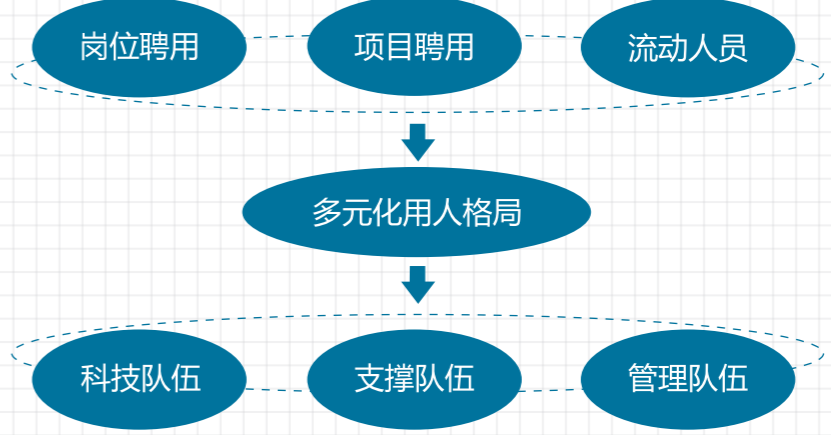 岗位聘用
项目聘用
流动人员
多元化用人格局
科技队伍
支撑队伍
管理队伍